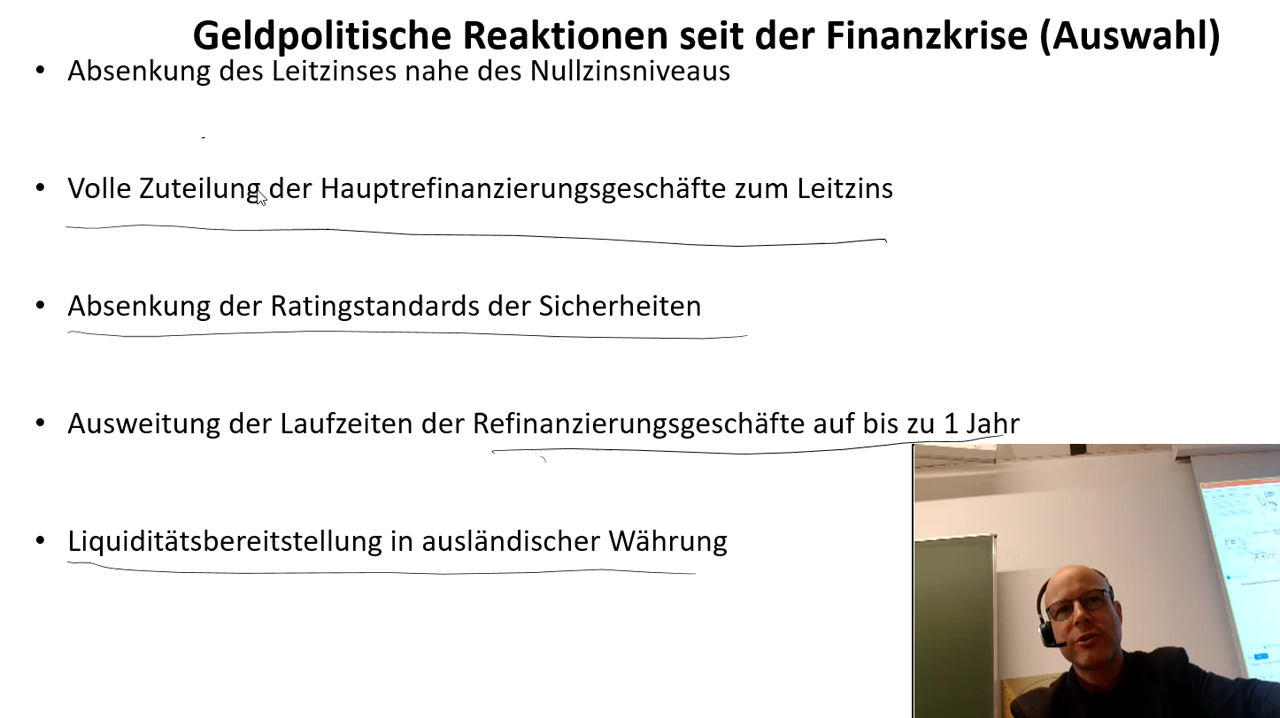 Geldpolitische Reaktionen seit der Finanzkrise (Auswahl)
• Absenkung des Leitzinses nahe des Nullzinsniveaus
• Volle Zuteilung der Hauptrefinanzierungsgeschäfte zum Leitzins
• Absenkung der Ratingstandards der Sicherheiten
• Ausweitung der Laufzeiten der Refinanzierungsgeschäfte auf bis zu 1 Jahr
• Liquiditätsbereitstellung in ausländischer Währung